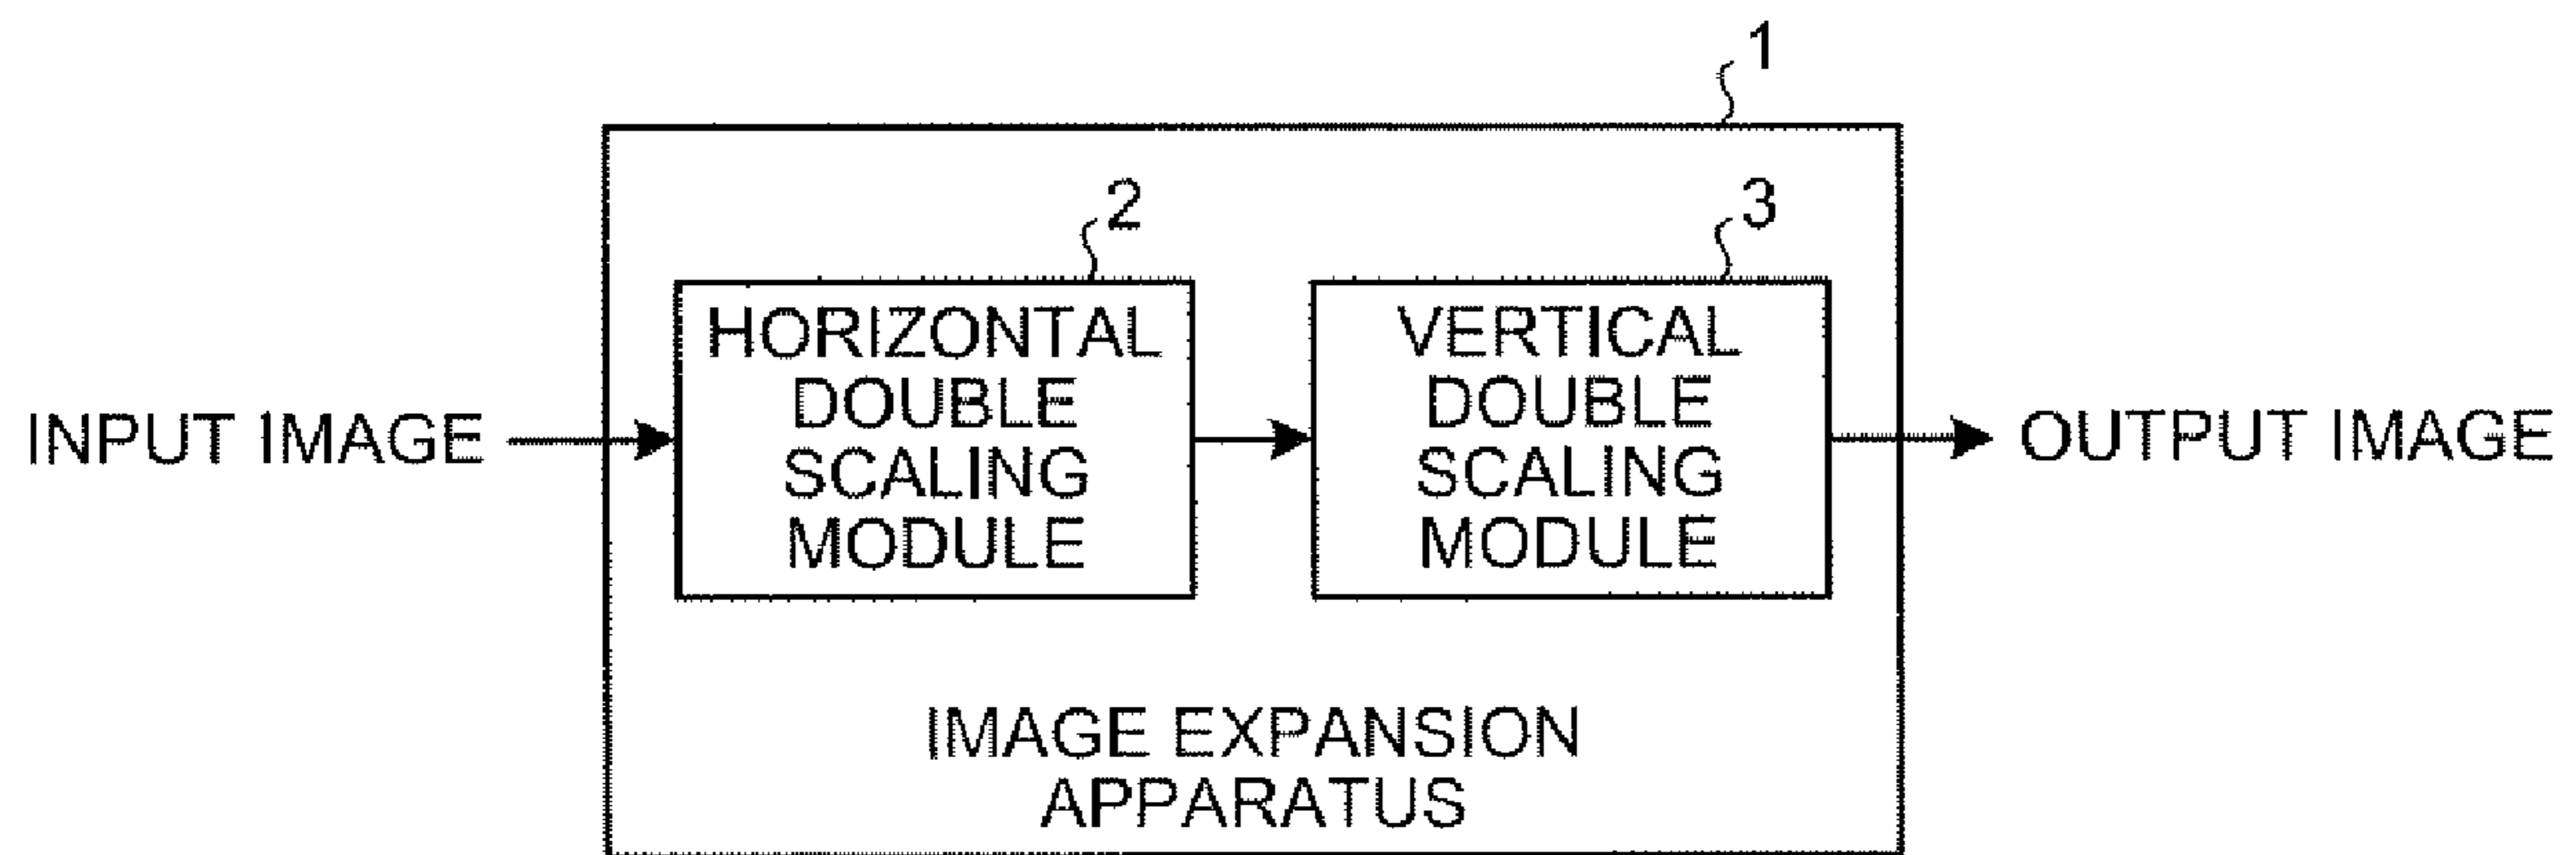 1
2
3
HORIZONTAL
DOUBLE
SCALING
MODULE
VERTICAL
DOUBLE
SCALING
MODULE
INPUT IMAGE
OUTPUT IMAGE
IMAGE EXPANSION
APPARATUS